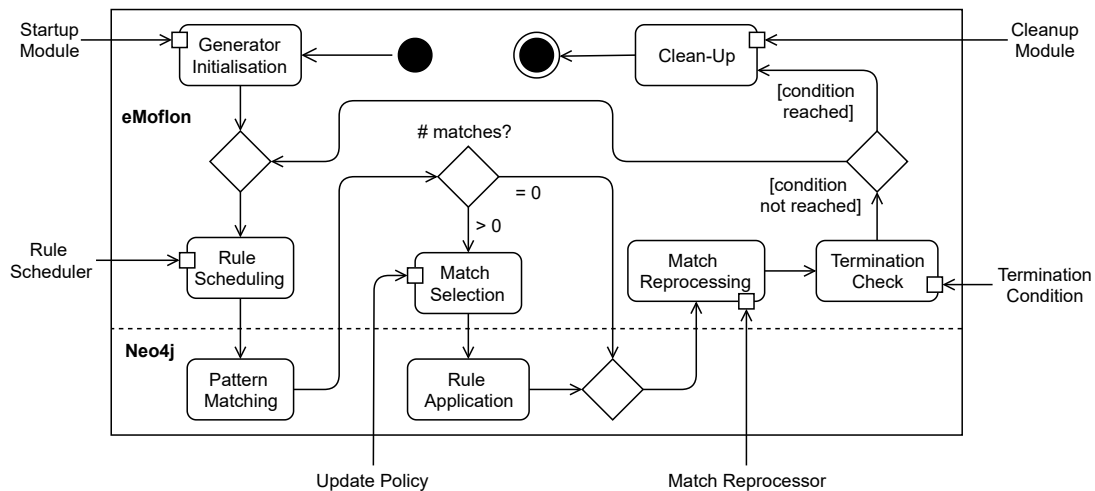 Startup
Module
Generator
Initialisation
Clean-Up
Cleanup
Module
[condition
reached]
eMoflon
# matches?
= 0
> 0
[condition
not reached]
Rule
Scheduler
Rule
Scheduling
Match
Selection
Match
Reprocessing
Termination
Check
Termination
Condition
Neo4j
Pattern
Matching
Rule
Application
Update Policy
Match Reprocessor